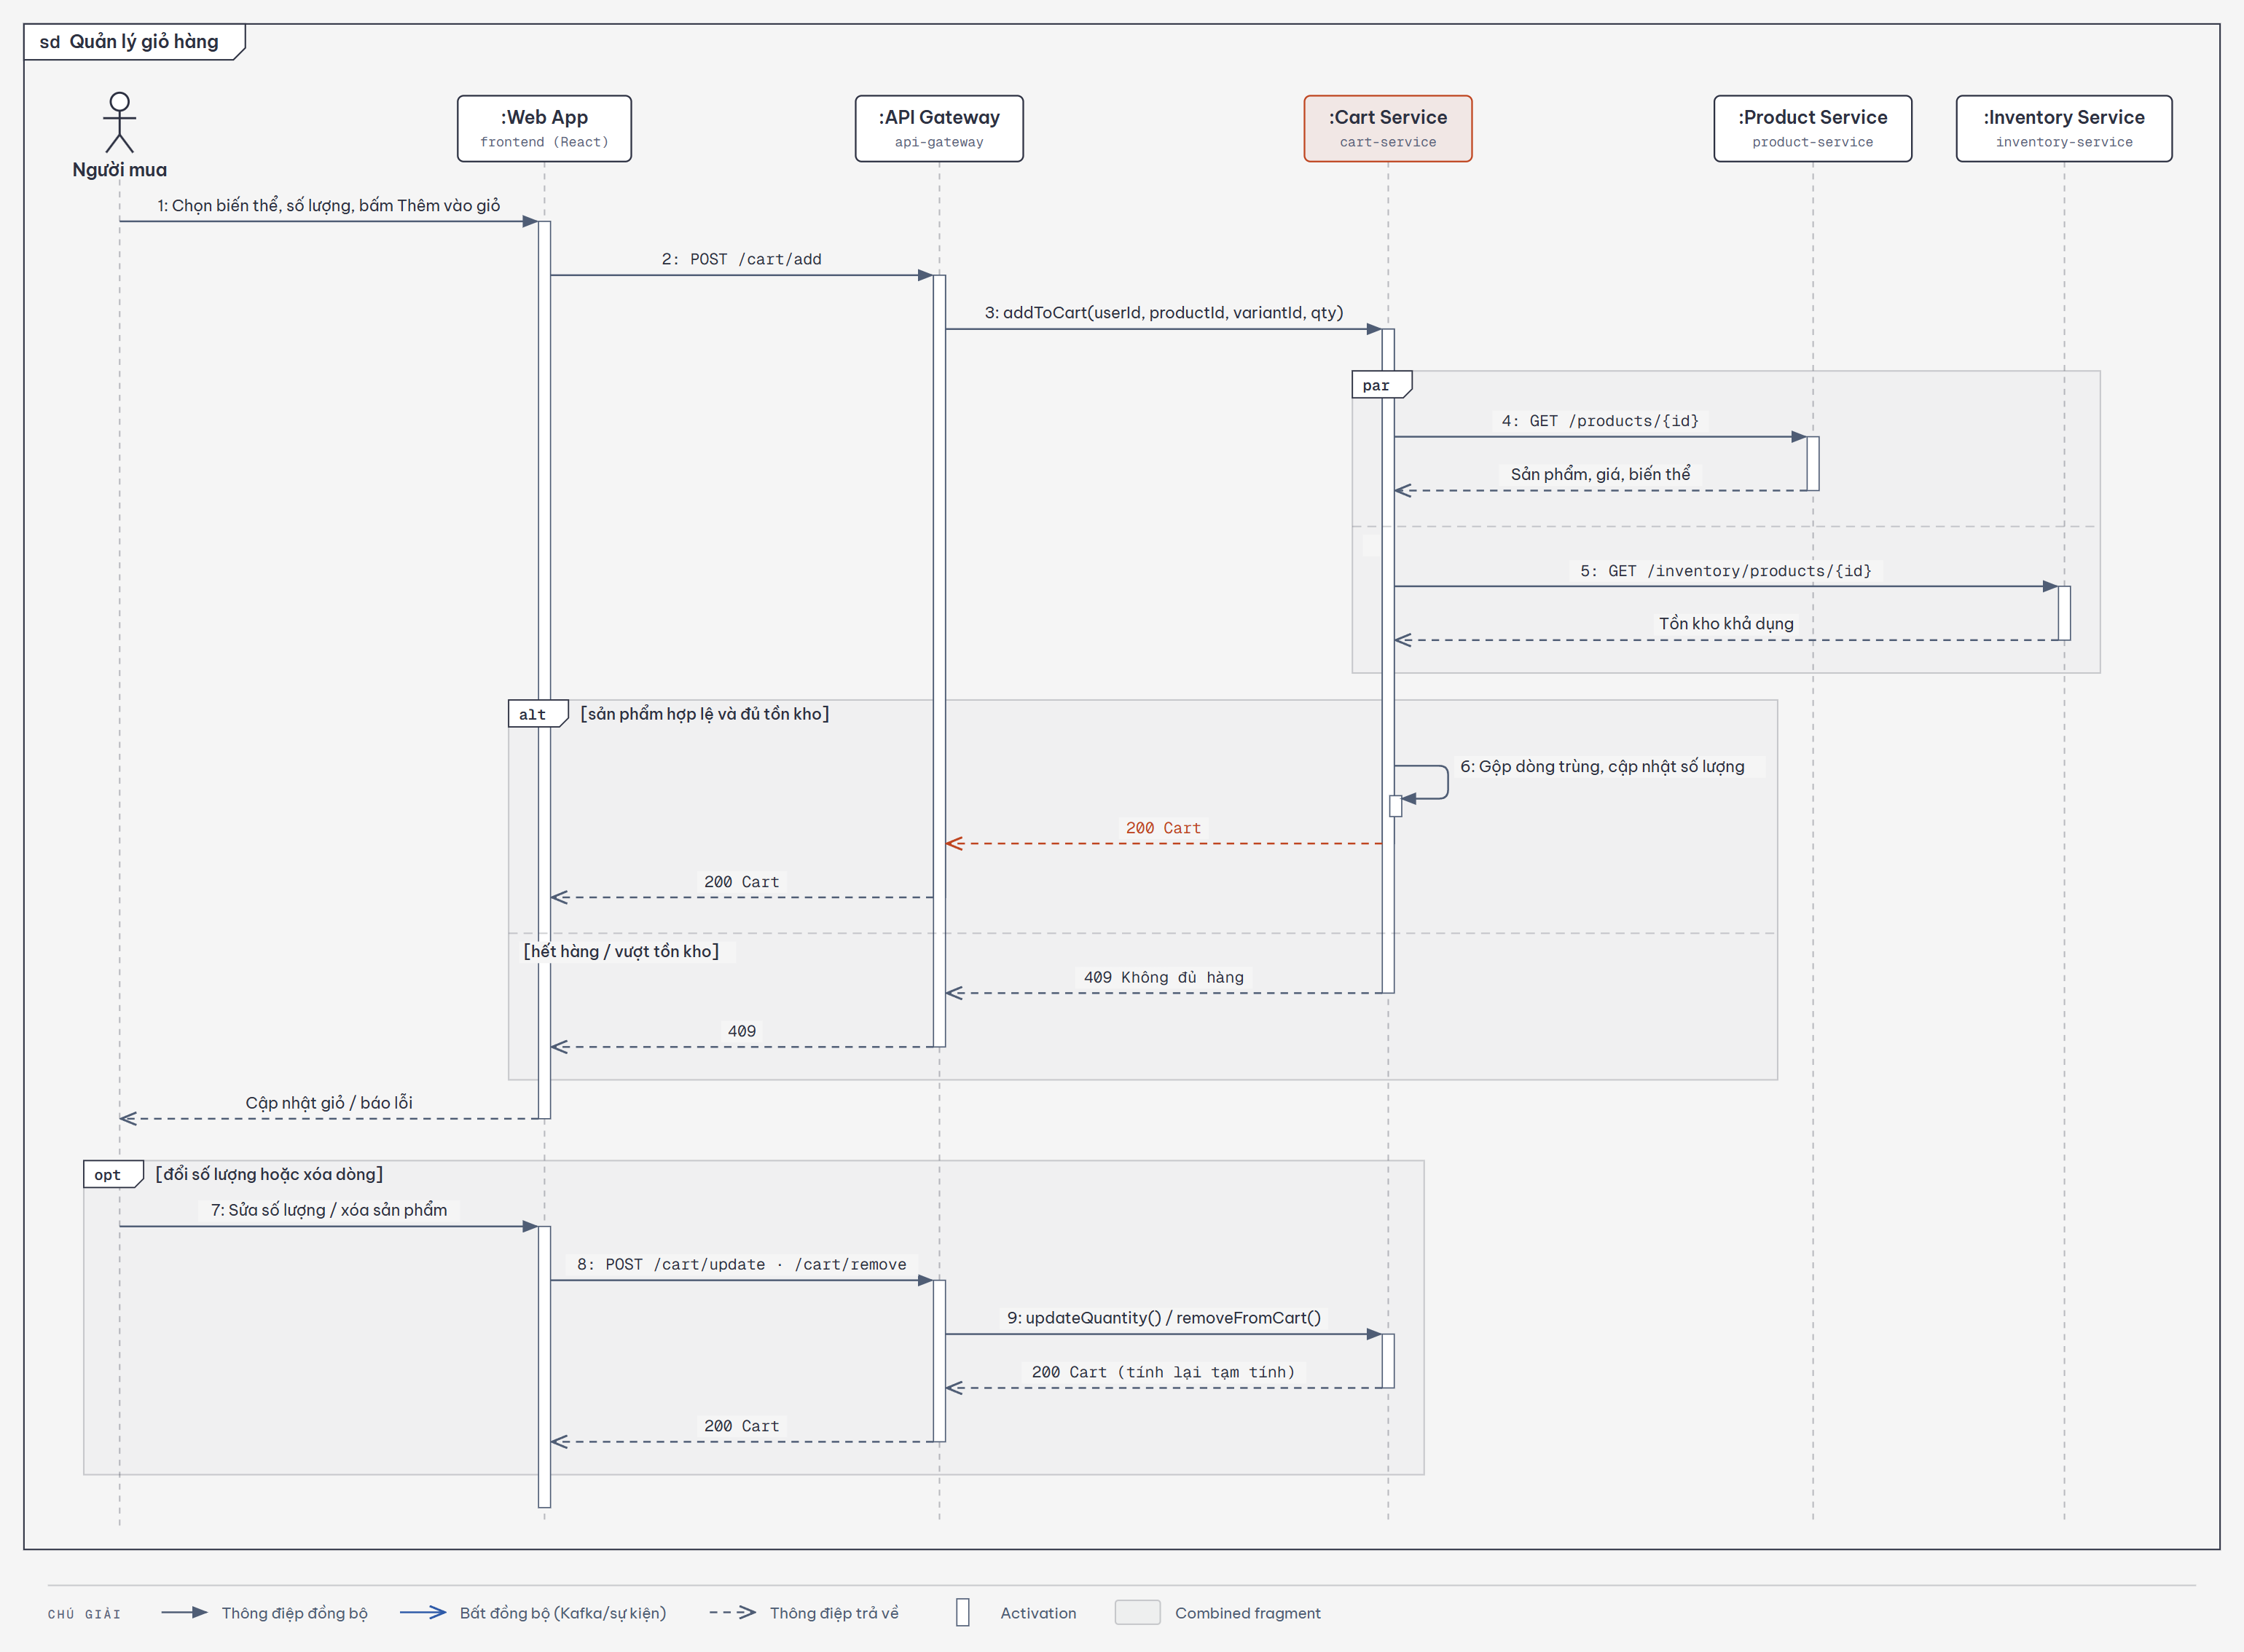 sd Quản lý giỏ hàng
Người mua
:Web App
frontend (React)
:API Gateway
api-gateway
:Cart Service
cart-service
:Product Service
product-service
:Inventory Service
inventory-service
1: Chọn biến thể, số lượng, bấm Thêm vào giỏ
2: POST /cart/add
3: addToCart(userId, productId, variantId, qty)
par
4: GET /products/{id}
Sản phẩm, giá, biến thể
5: GET /inventory/products/{id}
Tồn kho khả dụng
alt [sản phẩm hợp lệ và đủ tồn kho]
6: Gộp dòng trùng, cập nhật số lượng
200 Cart
200 Cart
[hết hàng / vượt tồn kho]
409 Không đủ hàng
409
Cập nhật giỏ / báo lỗi
opt [đổi số lượng hoặc xóa dòng]
7: Sửa số lượng / xóa sản phẩm
8: POST /cart/update · /cart/remove
9: updateQuantity() / removeFromCart()
200 Cart (tính lại tạm tính)
200 Cart
CHÚ GIẢI
Thông điệp đồng bộ
Bất đồng bộ (Kafka/sự kiện)
Thông điệp trả về
Activation
Combined fragment